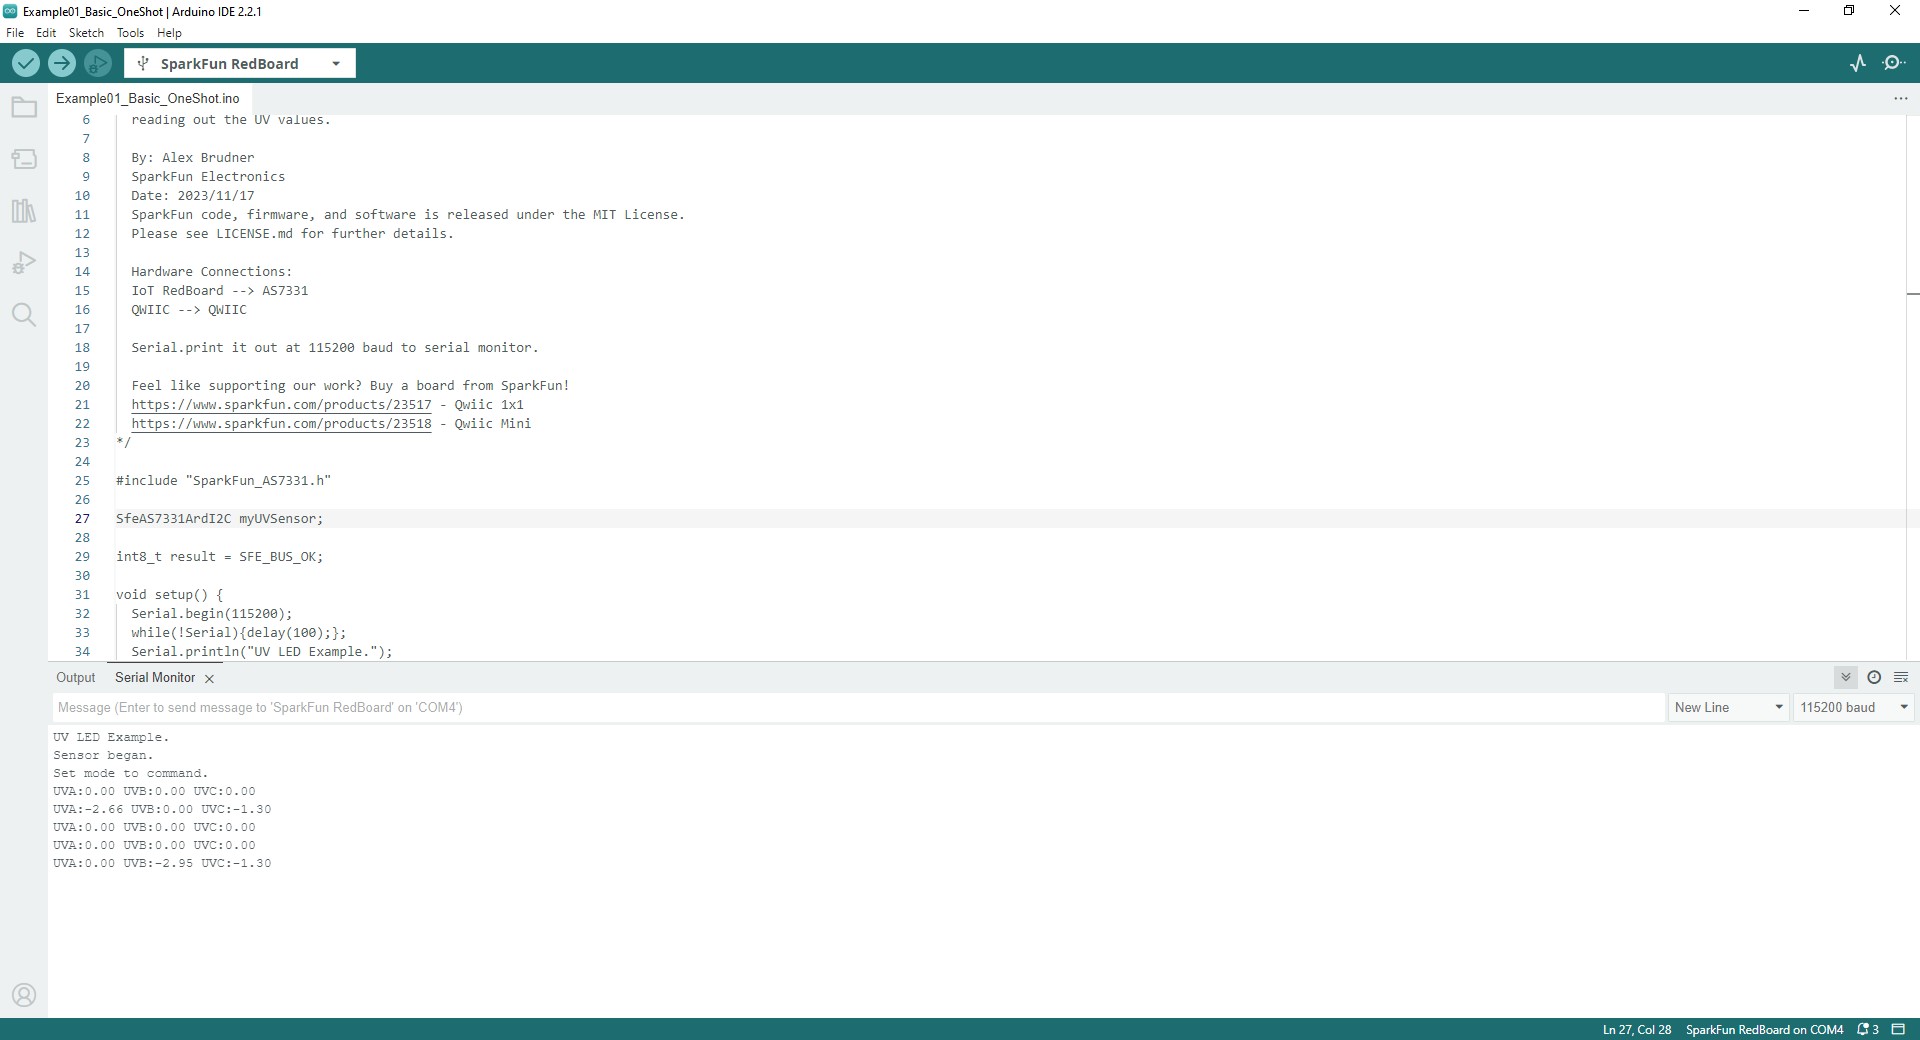 Example01_Basic_OneShot | Arduino IDE 2.2.1
File Edit Sketch Tools Help
SparkFun RedBoard
Example01_Basic_OneShot.ino
6 reading out the UV values.
7
8 By: Alex Brudner
9 SparkFun Electronics
10 Date: 2023/11/17
11 SparkFun code, firmware, and software is released under the MIT License.
12 Please see LICENSE.md for further details.
13
14 Hardware Connections:
15 IoT RedBoard --> AS7331
16 QWIIC --> QWIIC
17
18 Serial.print it out at 115200 baud to serial monitor.
19
20 Feel like supporting our work? Buy a board from SparkFun!
21 https://www.sparkfun.com/products/23517 - Qwiic 1x1
22 https://www.sparkfun.com/products/23518 - Qwiic Mini
23 */
24
25 #include "SparkFun_AS7331.h"
26
27 SfeAS7331ArdI2C myUVSensor;
28
29 int8_t result = SFE_BUS_OK;
30
31 void setup() {
32 Serial.begin(115200);
33 while(!Serial){delay(100);};
34 Serial.println("UV LED Example.");
Output Serial Monitor
Message (Enter to send message to 'SparkFun RedBoard' on 'COM4') New Line 115200 baud
UV LED Example.
Sensor began.
Set mode to command.
UVA:0.00 UVB:0.00 UVC:0.00
UVA:-2.66 UVB:0.00 UVC:-1.30
UVA:0.00 UVB:0.00 UVC:0.00
UVA:0.00 UVB:0.00 UVC:0.00
UVA:0.00 UVB:-2.95 UVC:-1.30
Ln 27, Col 28 SparkFun RedBoard on COM4 3